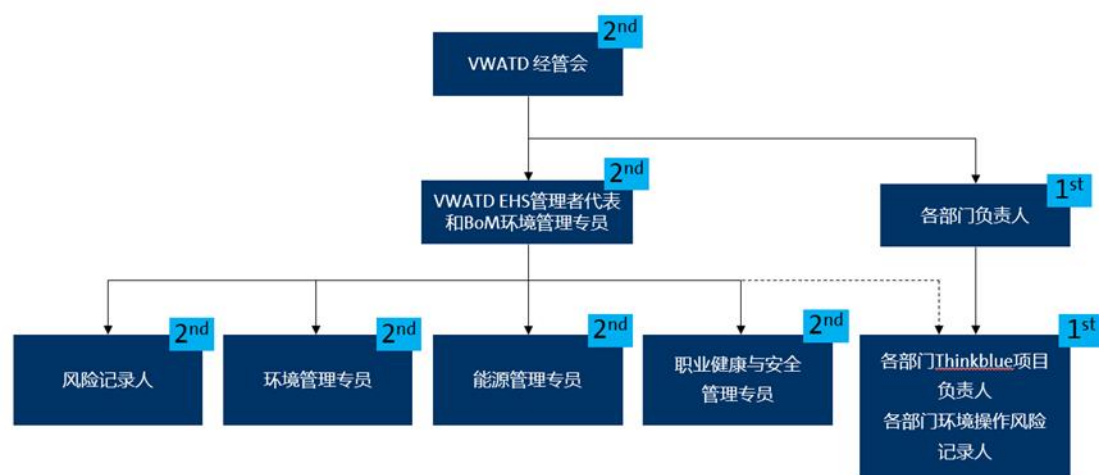 2nd
VWATD 经管会
2nd
VWATD EHS管理者代表
和BoM环境管理专员
1st
各部门负责人
2nd
风险记录人
2nd
环境管理专员
2nd
能源管理专员
2nd
职业健康与安全
管理专员
1st
各部门Thinkblue项目
负责人
各部门环境操作风险
记录人